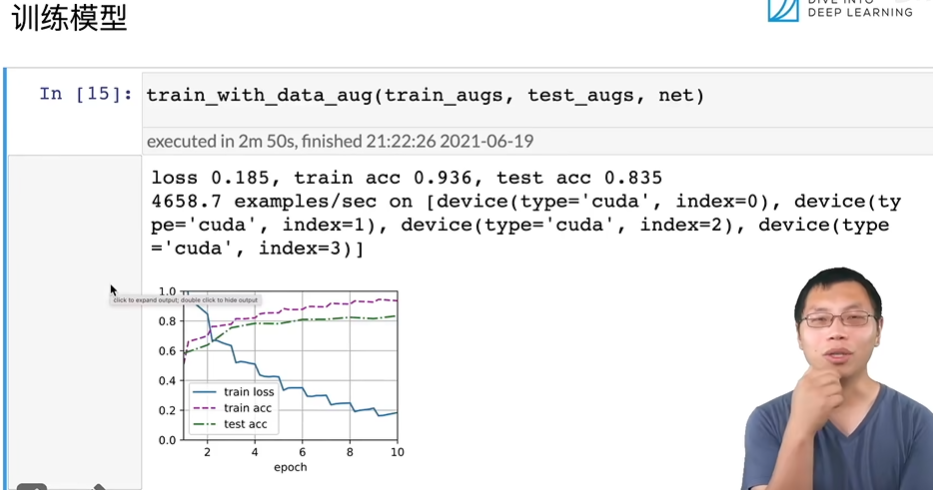 训练模型
DIVE INTO
DEEP LEARNING
In [15]: train_with_data_aug(train_augs, test_augs, net)
executed in 2m 50s, finished 21:22:26 2021-06-19
loss 0.185, train acc 0.936, test acc 0.835
4658.7 examples/sec on [device(type='cuda', index=0), device(ty
pe='cuda', index=1), device(type='cuda', index=2), device(type
='cuda', index=3)]
click to expand output; double click to hide output
1.0
0.8
0.6
0.4
0.2
0.0
train loss
train acc
test acc
2 4 6 8 10
epoch